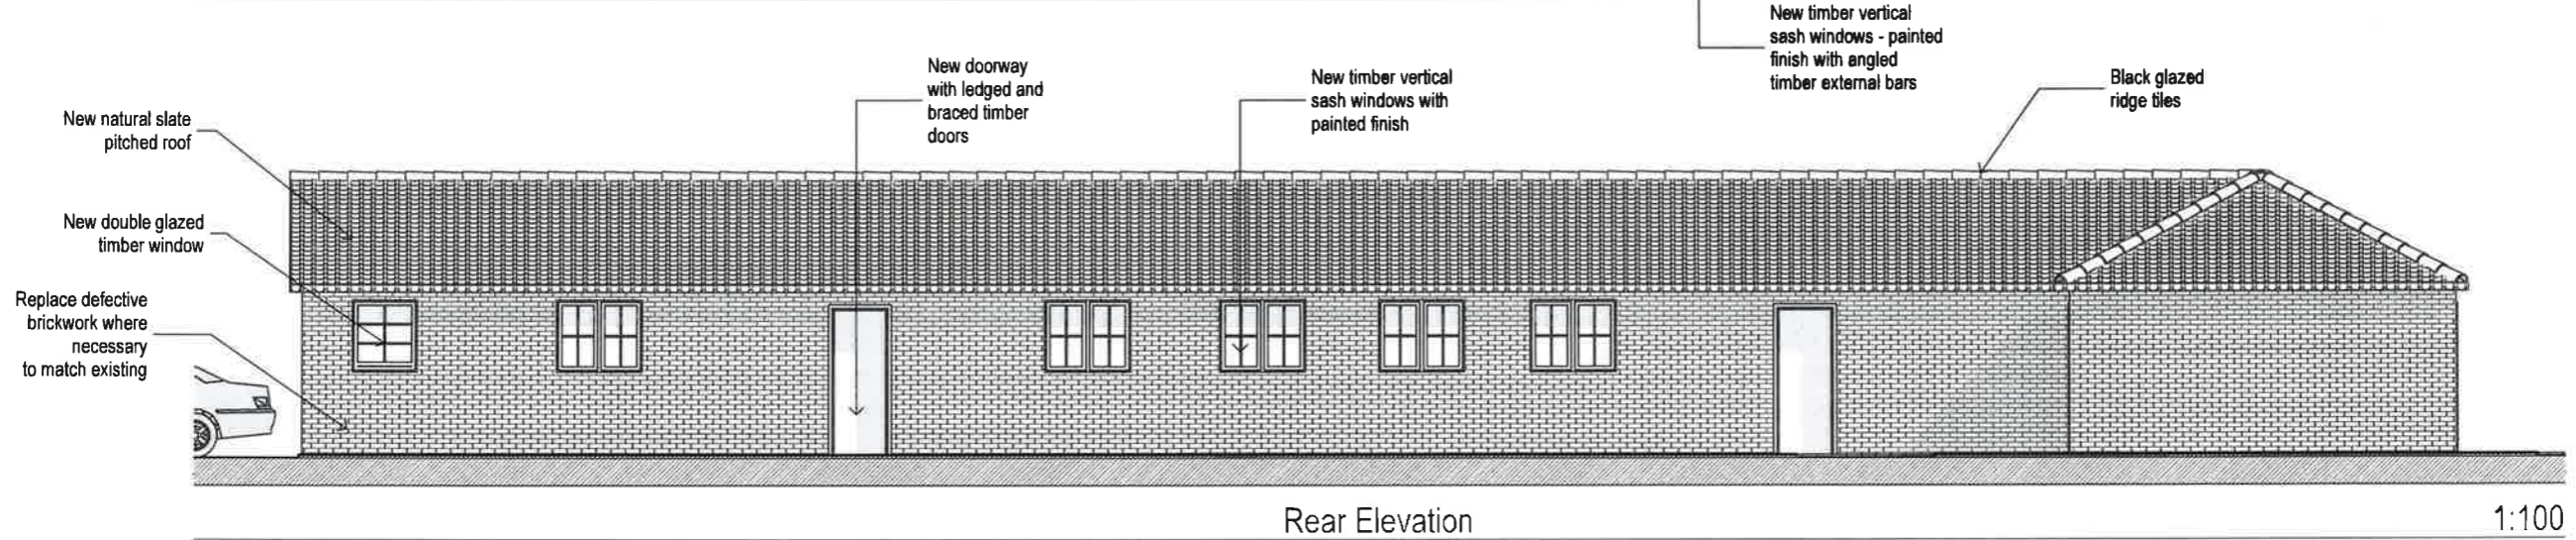 New timber vertical
sash windows - painted
finish with angled
timber external bars
New doorway
with ledged and
braced timber
doors
New timber vertical
sash windows with
painted finish
Black glazed
ridge tiles
New natural slate
pitched roof
New double glazed
timber window
Replace defective
brickwork where
necessary
to match existing
Rear Elevation
1:100